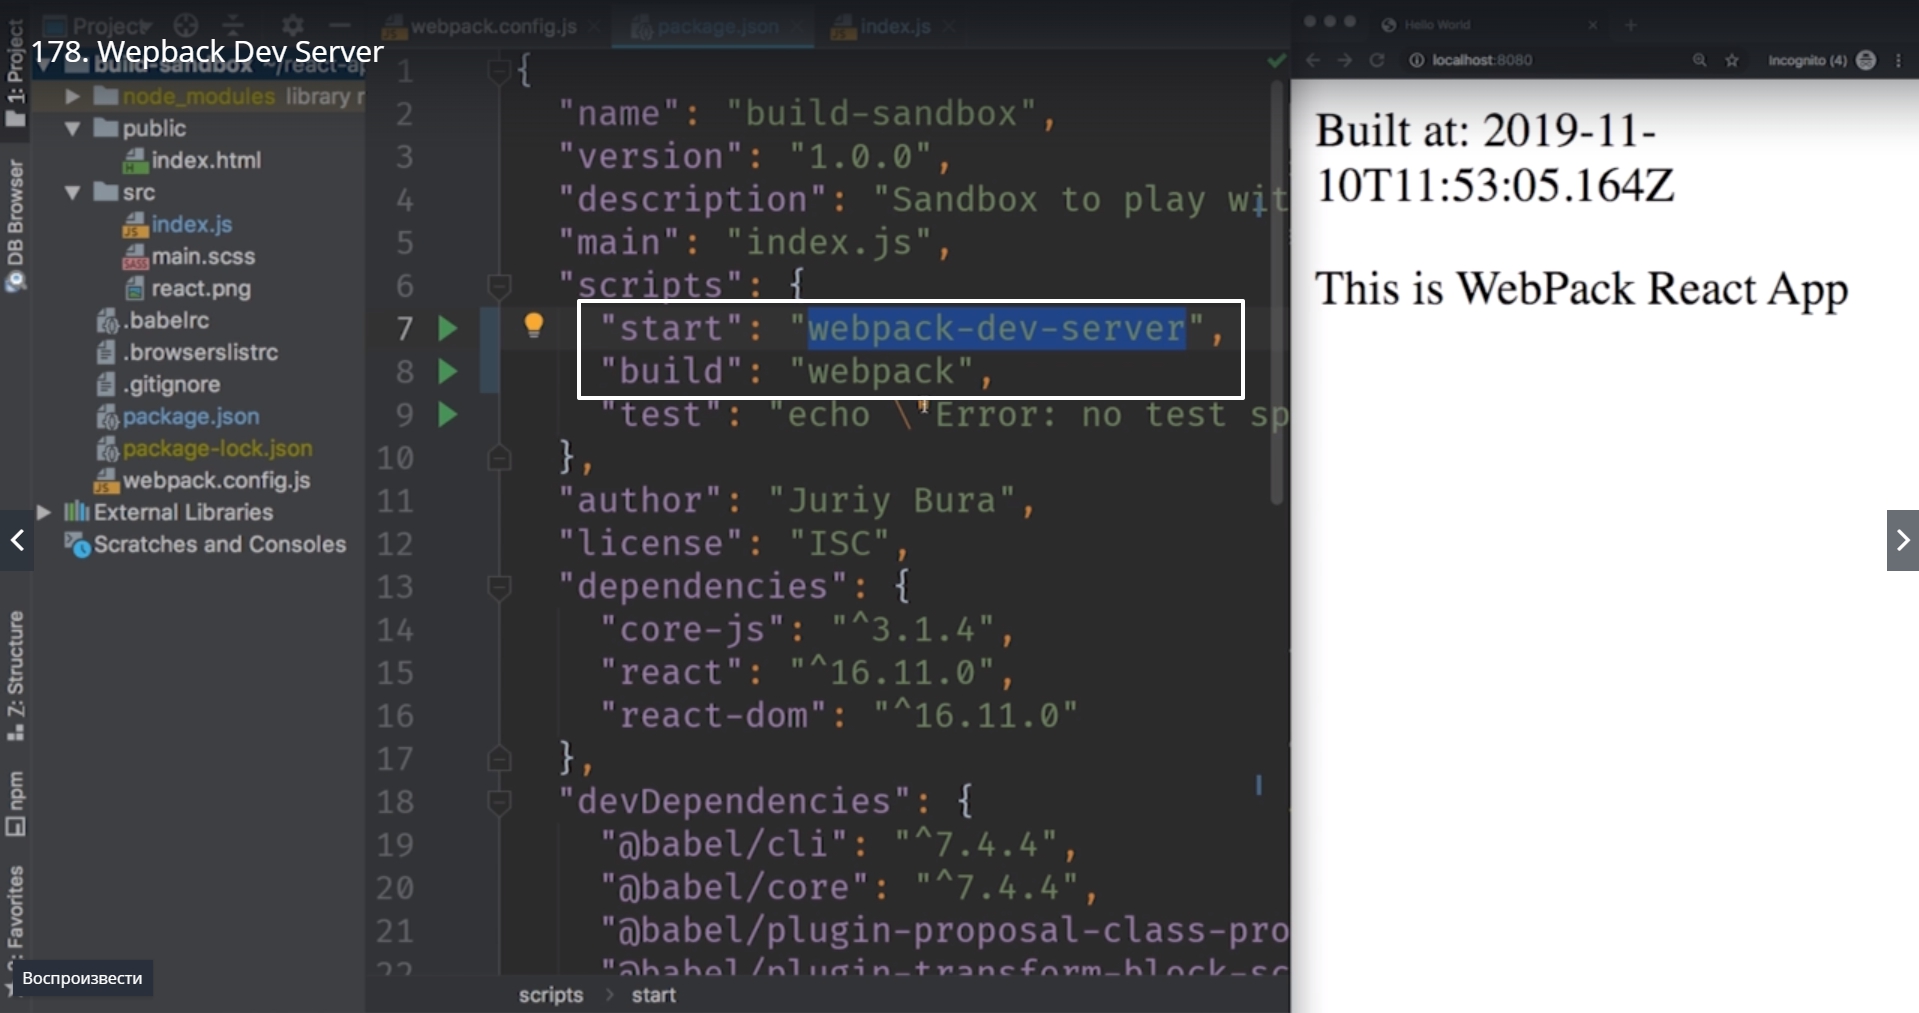 Project
webpack.config.js
package.json
index.js
Hello World
178. Wepback Dev Server
localhost:8080
Incognito (4)
1: Project
DB Browser
Z: Structure
npm
Favorites
build-sandbox ~/react-ap
node_modules library r
public
index.html
src
index.js
main.scss
react.png
.babelrc
.browserslistrc
.gitignore
package.json
package-lock.json
webpack.config.js
External Libraries
Scratches and Consoles
Воспроизвести
1 {
2 "name": "build-sandbox",
3 "version": "1.0.0",
4 "description": "Sandbox to play wit
5 "main": "index.js",
6 "scripts": {
7 "start": "webpack-dev-server",
8 "build": "webpack",
9 "test": "echo \"Error: no test sp
10 },
11 "author": "Juriy Bura",
12 "license": "ISC",
13 "dependencies": {
14 "core-js": "^3.1.4",
15 "react": "^16.11.0",
16 "react-dom": "^16.11.0"
17 },
18 "devDependencies": {
19 "@babel/cli": "^7.4.4",
20 "@babel/core": "^7.4.4",
21 "@babel/plugin-proposal-class-pro
22 "@babel/plugin-transform-block-sc
scripts > start
Built at: 2019-11-
10T11:53:05.164Z
This is WebPack React App